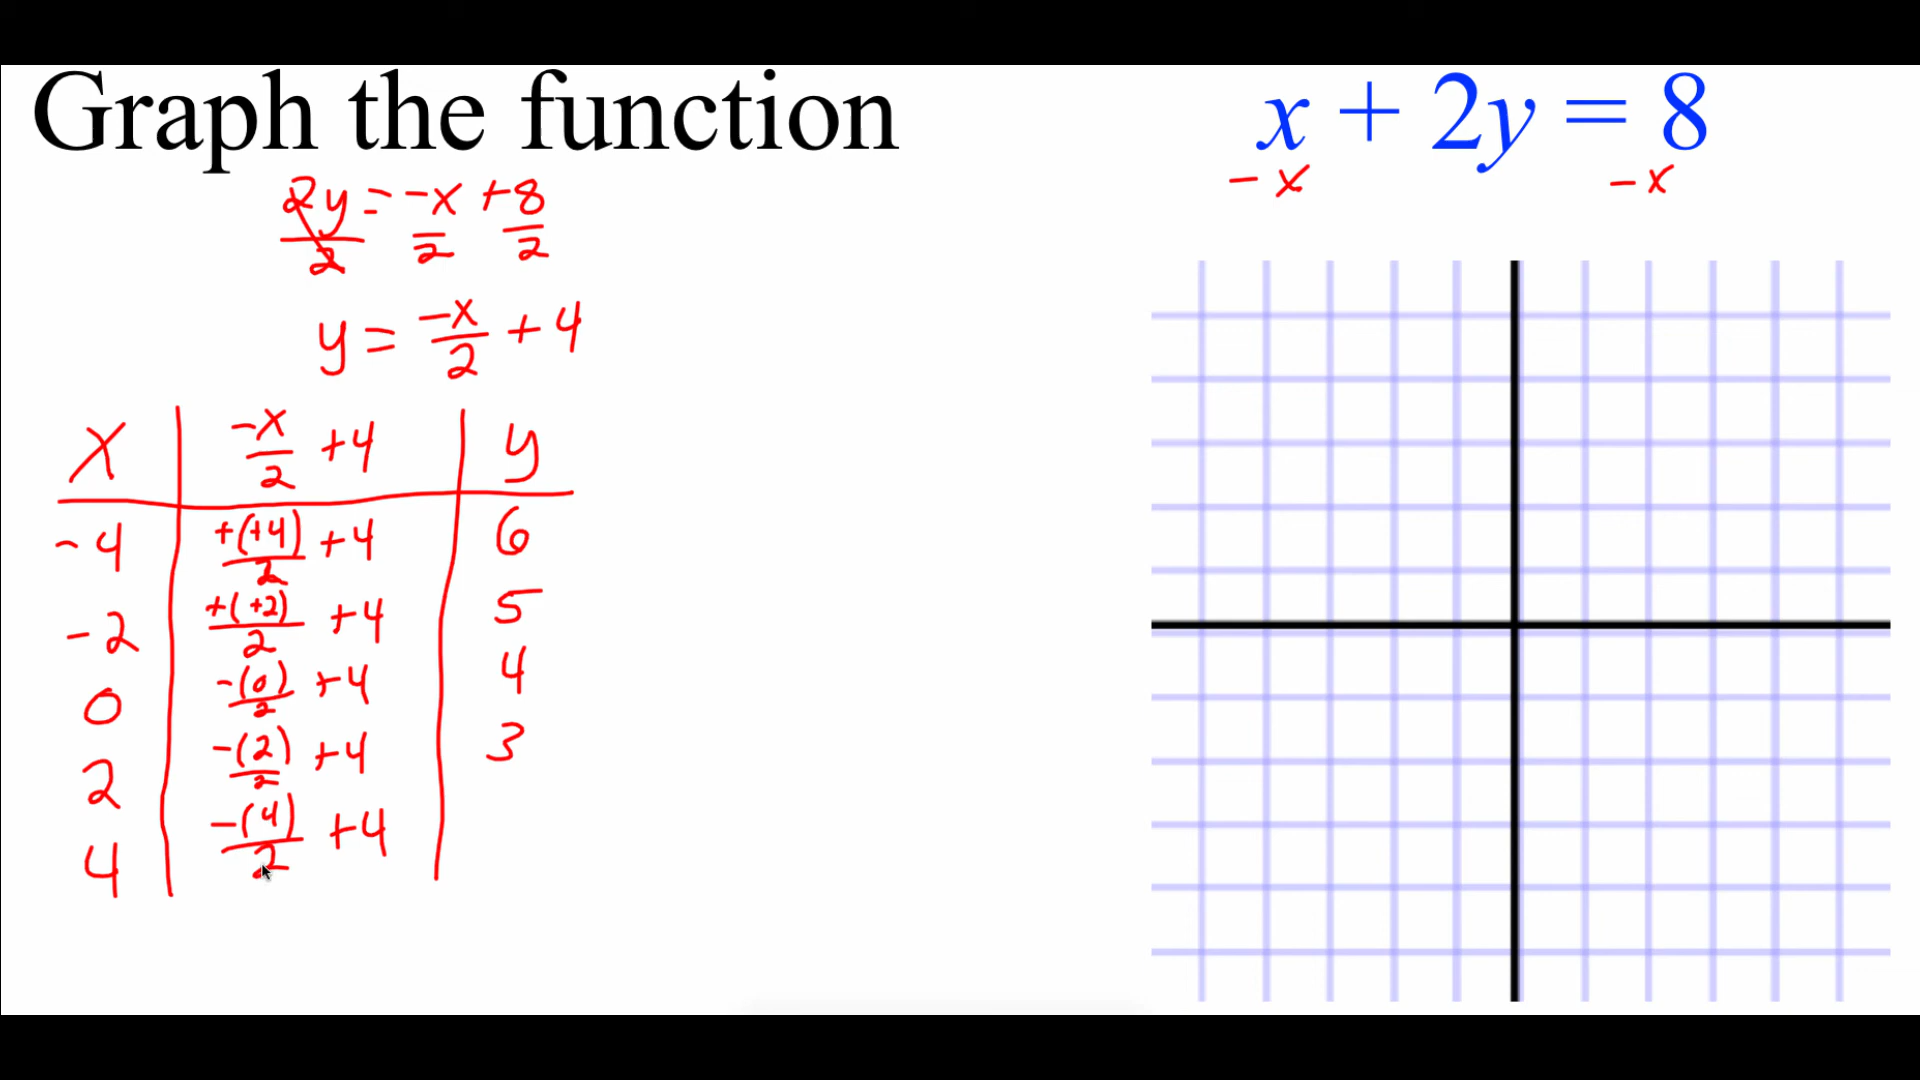 Graph the function x + 2y = 8
-x -x
2y = -x + 8
2 2 2
y = -x/2 + 4
x | -x/2 + 4 | y
-4 | +(+4)/2 + 4 | 6
-2 | +(+2)/2 + 4 | 5
0 | -(0)/2 + 4 | 4
2 | -(2)/2 + 4 | 3
4 | -(4)/2 + 4 |